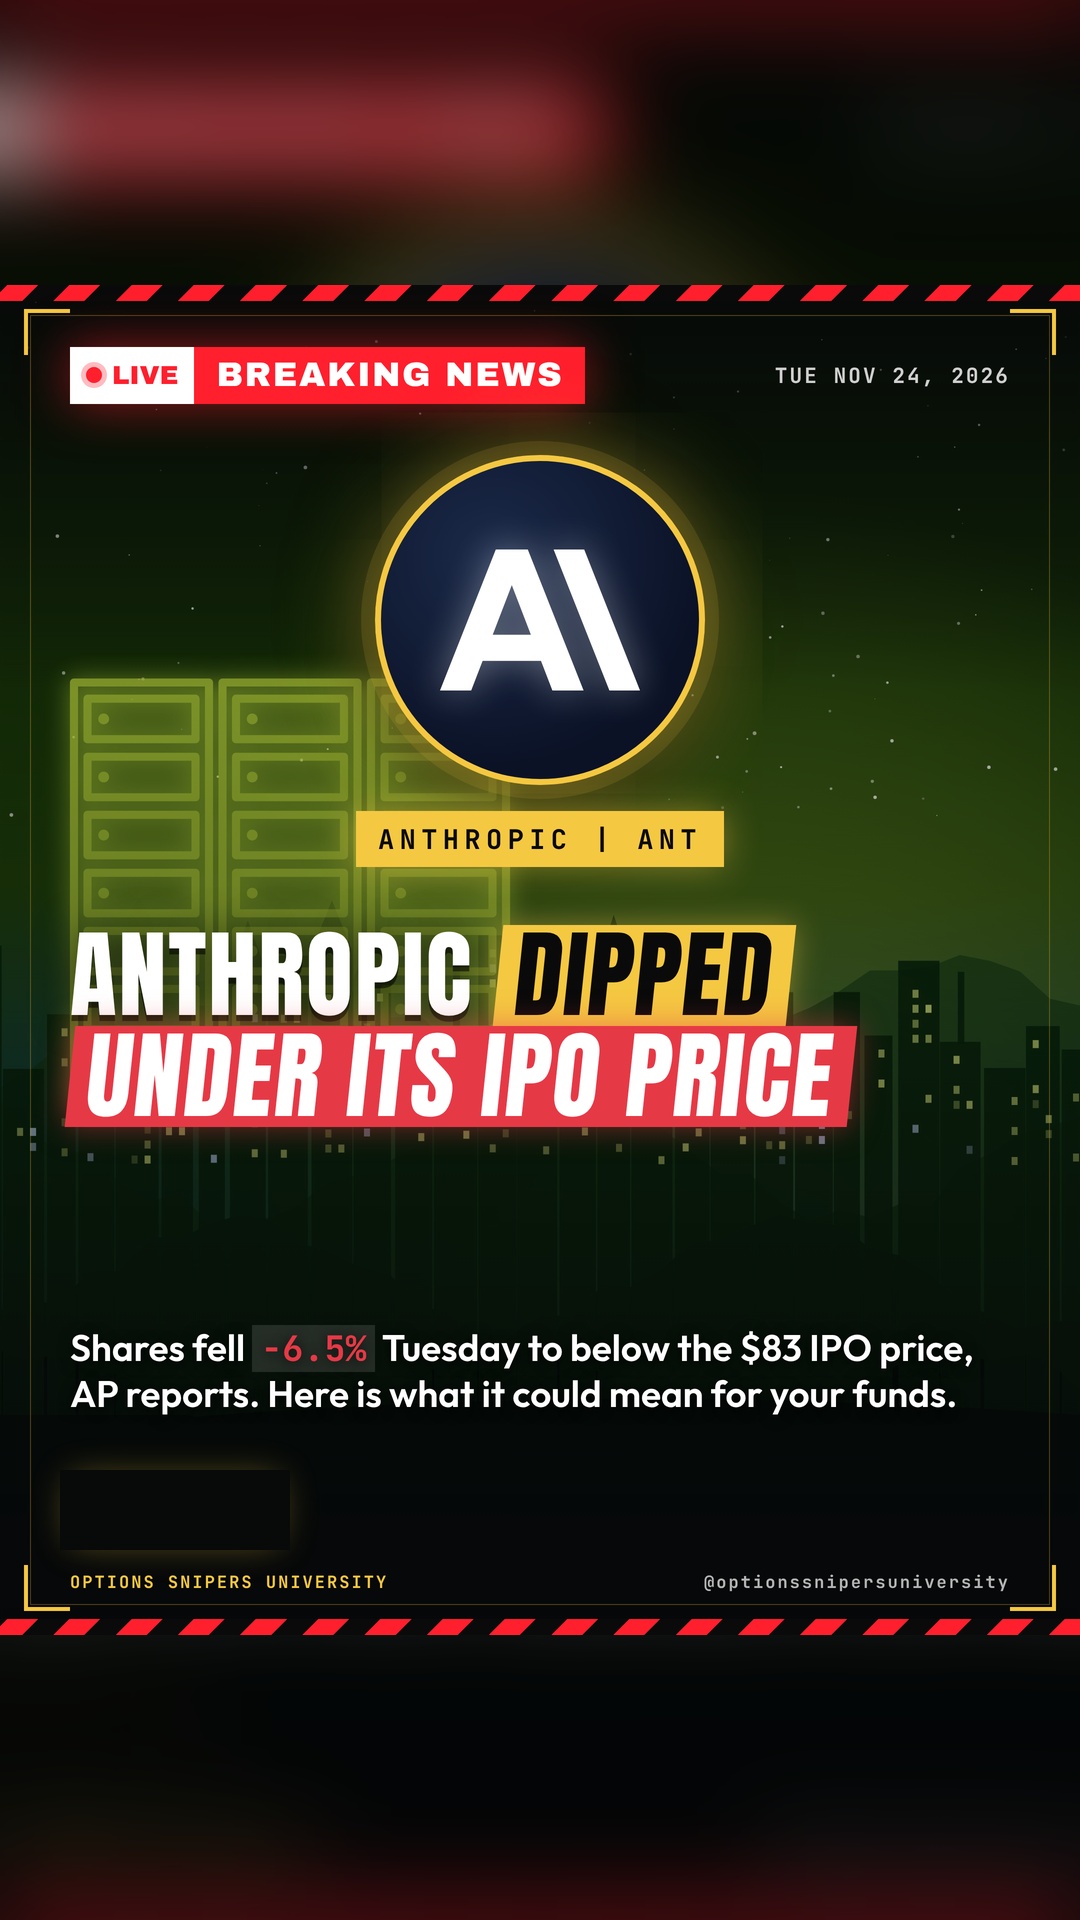 LIVE BREAKING NEWS
TUE NOV 24, 2026
AI
ANTHROPIC | ANT
ANTHROPIC DIPPED
UNDER ITS IPO PRICE
Shares fell -6.5% Tuesday to below the $83 IPO price,
AP reports. Here is what it could mean for your funds.
OPTIONS SNIPERS UNIVERSITY
@optionssnipersuniversity